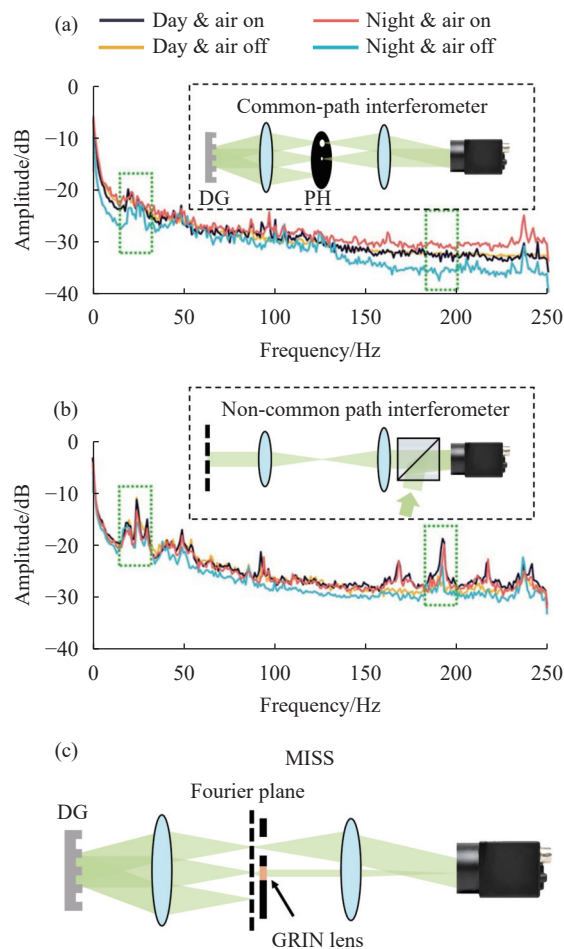 (a)
Day & air on
Night & air on
Day & air off
Night & air off
0
−10
−20
−30
−40
Amplitude/dB
Common-path interferometer
DG
PH
0
50
100
150
200
250
Frequency/Hz
(b)
0
−10
−20
−30
−40
Amplitude/dB
Non-common path interferometer
0
50
100
150
200
250
Frequency/Hz
(c)
MISS
Fourier plane
DG
GRIN lens